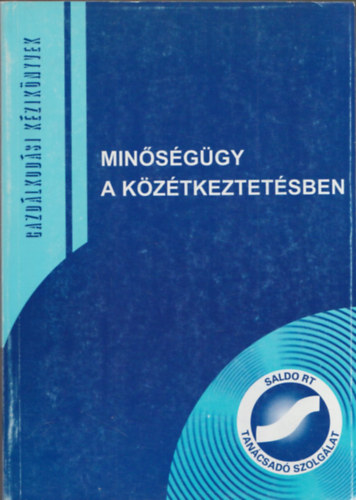 GAZDÁLKODÁSI KÉZIKÖNYVEK
MINŐSÉGÜGY
A KÖZÉTKEZTETÉSBEN
SALDO RT
TANÁCSADÓ SZOLGÁLAT